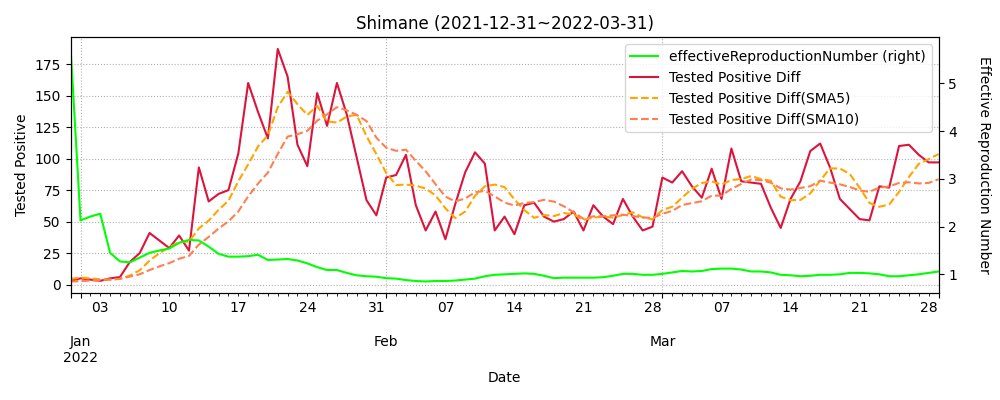 Shimane (2021-12-31~2022-03-31)
effectiveReproductionNumber (right)
Tested Positive Diff
Tested Positive Diff(SMA5)
Tested Positive Diff(SMA10)
Tested Positive
175
150
125
100
75
50
25
0
5
4
3
2
1
Effective Reproduction Number
03 10 17 24 31 07 14 21 28 07 14 21 28
Jan Feb Mar
2022
Date